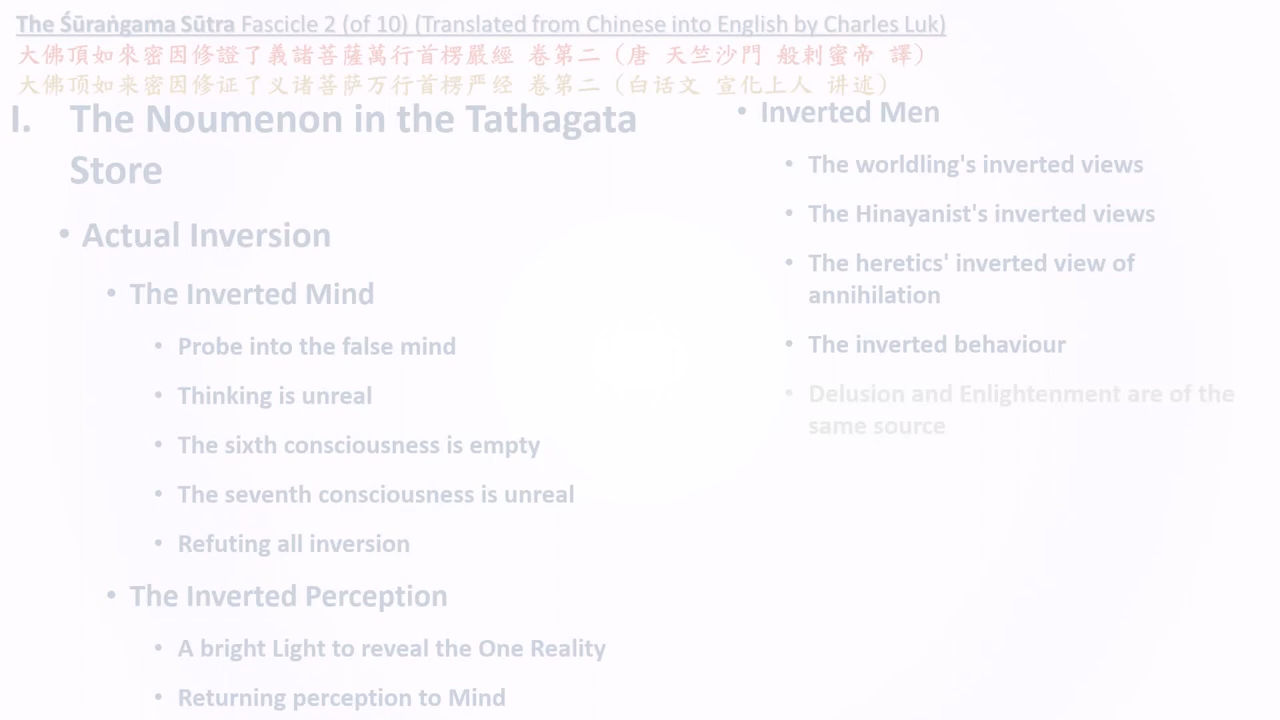 The Śūraṅgama Sūtra Fascicle 2 (of 10) (Translated from Chinese into English by Charles Luk)
大佛頂如來密因修證了義諸菩薩萬行首楞嚴經 卷第二（唐 天竺沙門 般剌蜜帝 譯）
大佛顶如来密因修证了义诸菩萨万行首楞严经 卷第二（白话文 宣化上人 讲述）
I. The Noumenon in the Tathagata
Store
• Actual Inversion
• The Inverted Mind
• Probe into the false mind
• Thinking is unreal
• The sixth consciousness is empty
• The seventh consciousness is unreal
• Refuting all inversion
• The Inverted Perception
• A bright Light to reveal the One Reality
• Returning perception to Mind
• Inverted Men
• The worldling's inverted views
• The Hinayanist's inverted views
• The heretics' inverted view of
annihilation
• The inverted behaviour
• Delusion and Enlightenment are of the
same source